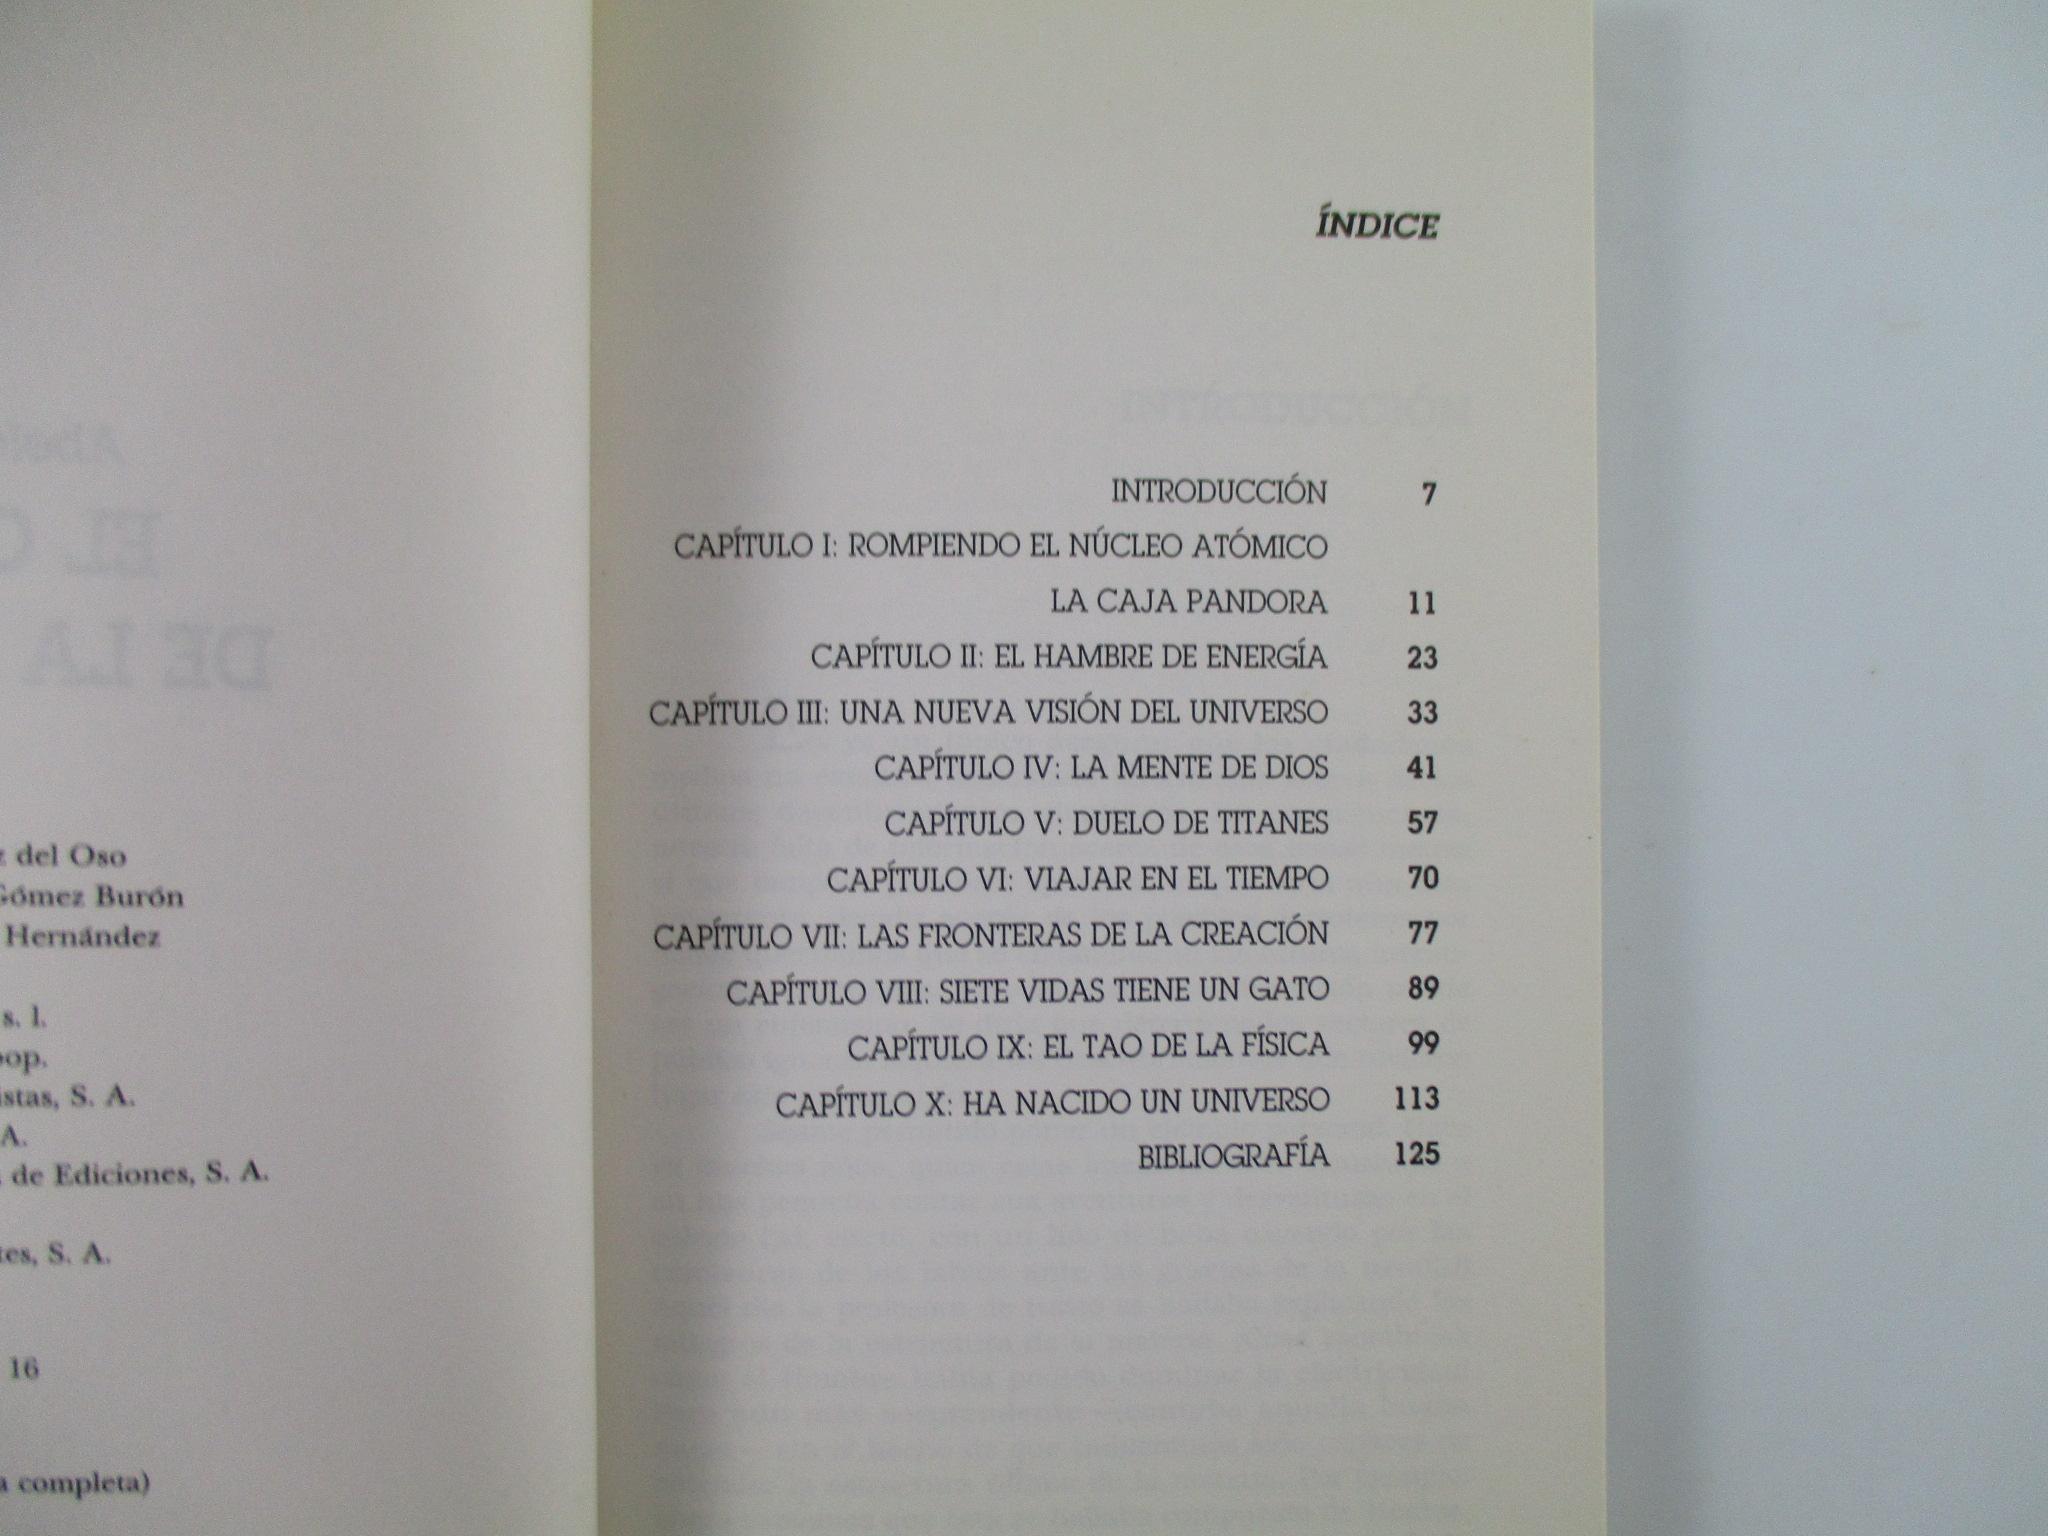 del Oso
Gómez Burón
Hernández
s. l.
S. A.
A.
de Ediciones, S. A.
S. A.
16
completa)
ÍNDICE
INTRODUCCIÓN 7
CAPÍTULO I: ROMPIENDO EL NÚCLEO ATÓMICO
LA CAJA PANDORA 11
CAPÍTULO II: EL HAMBRE DE ENERGÍA 23
CAPÍTULO III: UNA NUEVA VISIÓN DEL UNIVERSO 33
CAPÍTULO IV: LA MENTE DE DIOS 41
CAPÍTULO V: DUELO DE TITANES 57
CAPÍTULO VI: VIAJAR EN EL TIEMPO 70
CAPÍTULO VII: LAS FRONTERAS DE LA CREACIÓN 77
CAPÍTULO VIII: SIETE VIDAS TIENE UN GATO 89
CAPÍTULO IX: EL TAO DE LA FÍSICA 99
CAPÍTULO X: HA NACIDO UN UNIVERSO 113
BIBLIOGRAFÍA 125